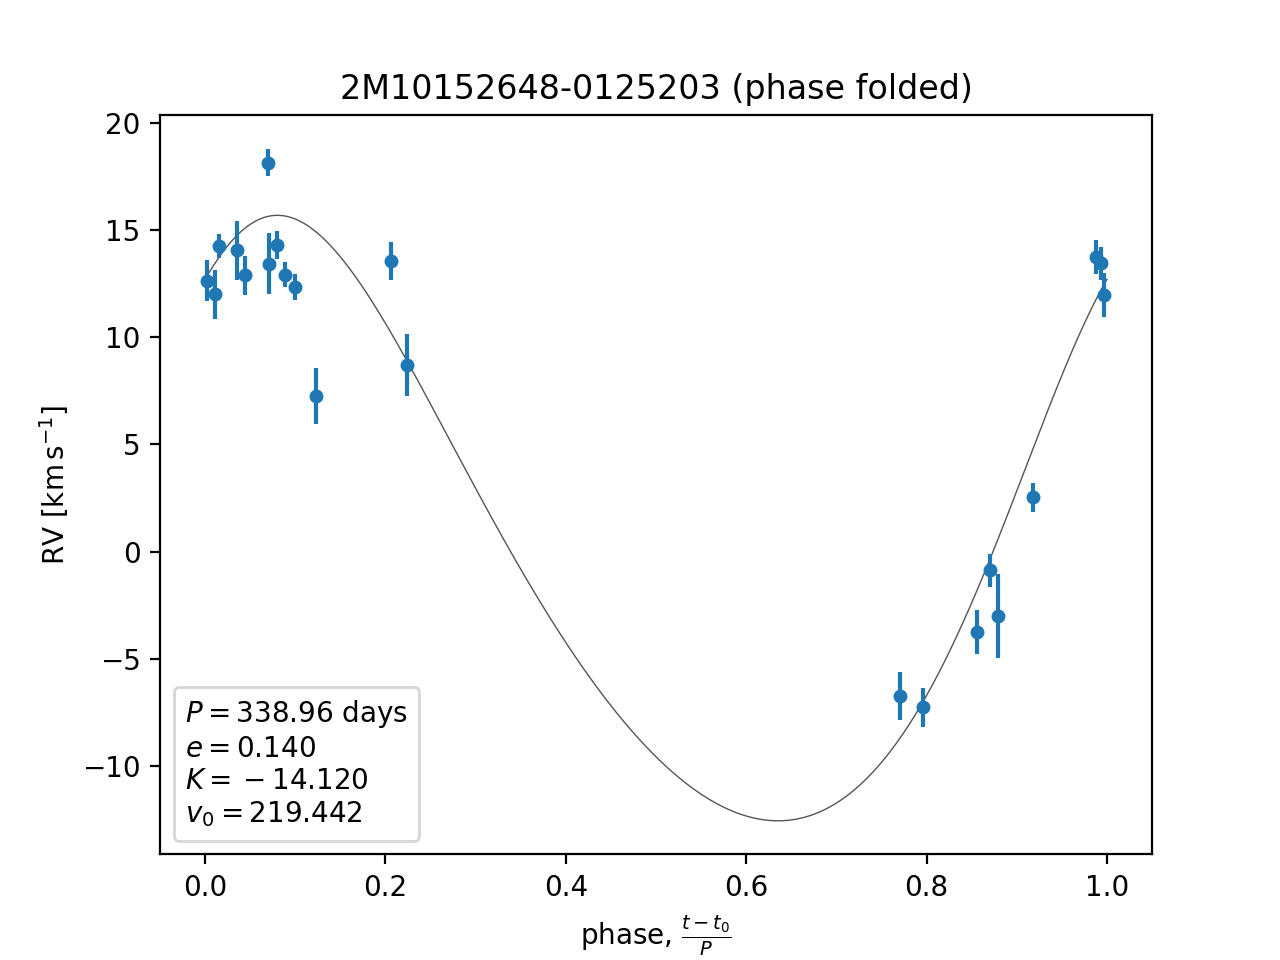 2M10152648-0125203 (phase folded)
RV [km s⁻¹]
20
15
10
5
0
−5
−10
P = 338.96 days
e = 0.140
K = −14.120
v₀ = 219.442
0.0 0.2 0.4 0.6 0.8 1.0
phase, (t − t₀)/P